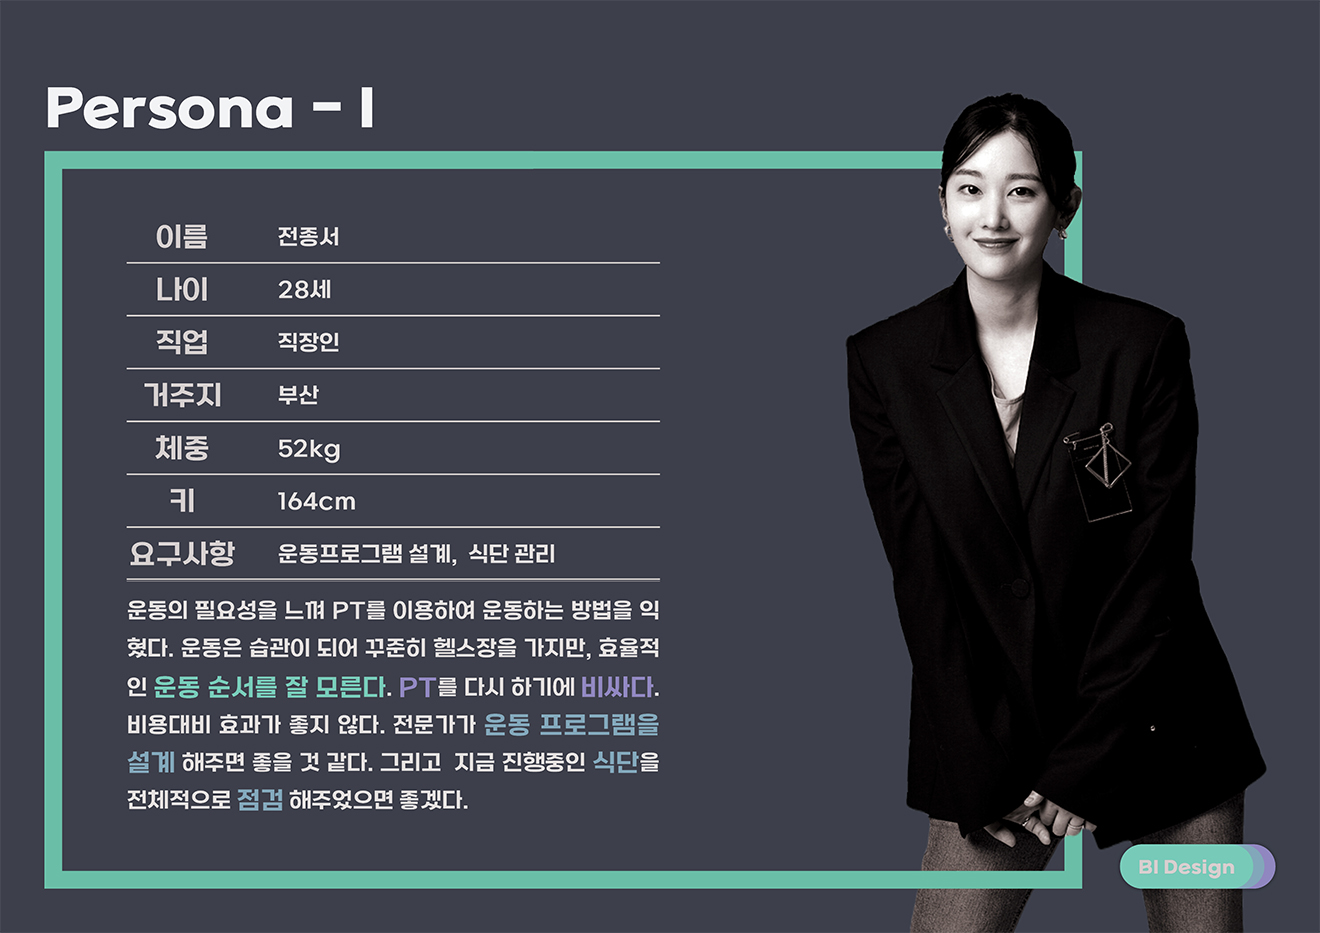 Persona - I
이름 전종서
나이 28세
직업 직장인
거주지 부산
체중 52kg
키 164cm
요구사항 운동프로그램 설계, 식단 관리
운동의 필요성을 느껴 PT를 이용하여 운동하는 방법을 익
혔다. 운동은 습관이 되어 꾸준히 헬스장을 가지만, 효율적
인 운동 순서를 잘 모른다. PT를 다시 하기에 비싸다.
비용대비 효과가 좋지 않다. 전문가가 운동 프로그램을
설계 해주면 좋을 것 같다. 그리고 지금 진행중인 식단을
전체적으로 점검 해주었으면 좋겠다.
BI Design